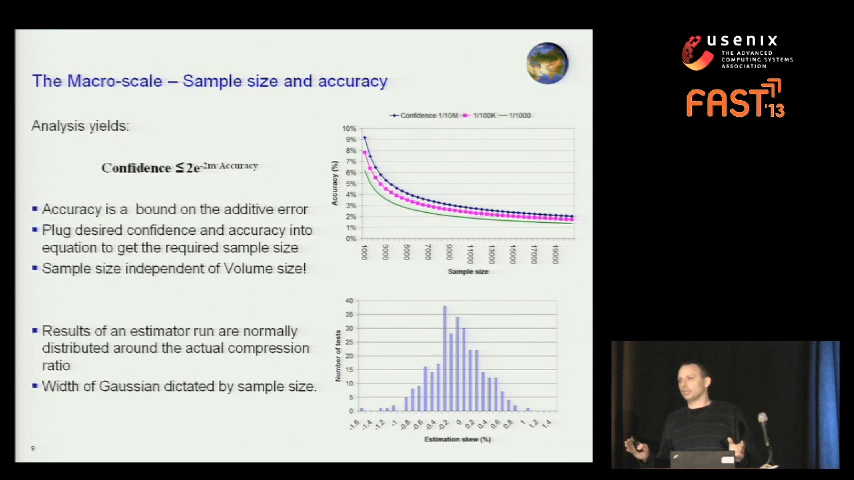 usenix
THE ADVANCED
COMPUTING SYSTEMS
ASSOCIATION
FAST'13
The Macro-scale – Sample size and accuracy
Analysis yields:
Confidence ≤ 2e^-2m·Accuracy
Accuracy is a bound on the additive error
Plug desired confidence and accuracy into
equation to get the required sample size
Sample size independent of Volume size!
Results of an estimator run are normally
distributed around the actual compression
ratio
Width of Gaussian dictated by sample size.
9
Confidence 1/10M 1/100K 1/1000
Accuracy (%)
10%
9%
8%
7%
6%
5%
4%
3%
2%
1%
0%
1000 3000 5000 7000 9000 11000 13000 15000 17000 19000
Sample size
Number of tests
40
35
30
25
20
15
10
5
0
-1.6 -1.4 -1.2 -1 -0.8 -0.6 -0.4 -0.2 0 0.2 0.4 0.6 0.8 1 1.2 1.4
Estimation skew (%)